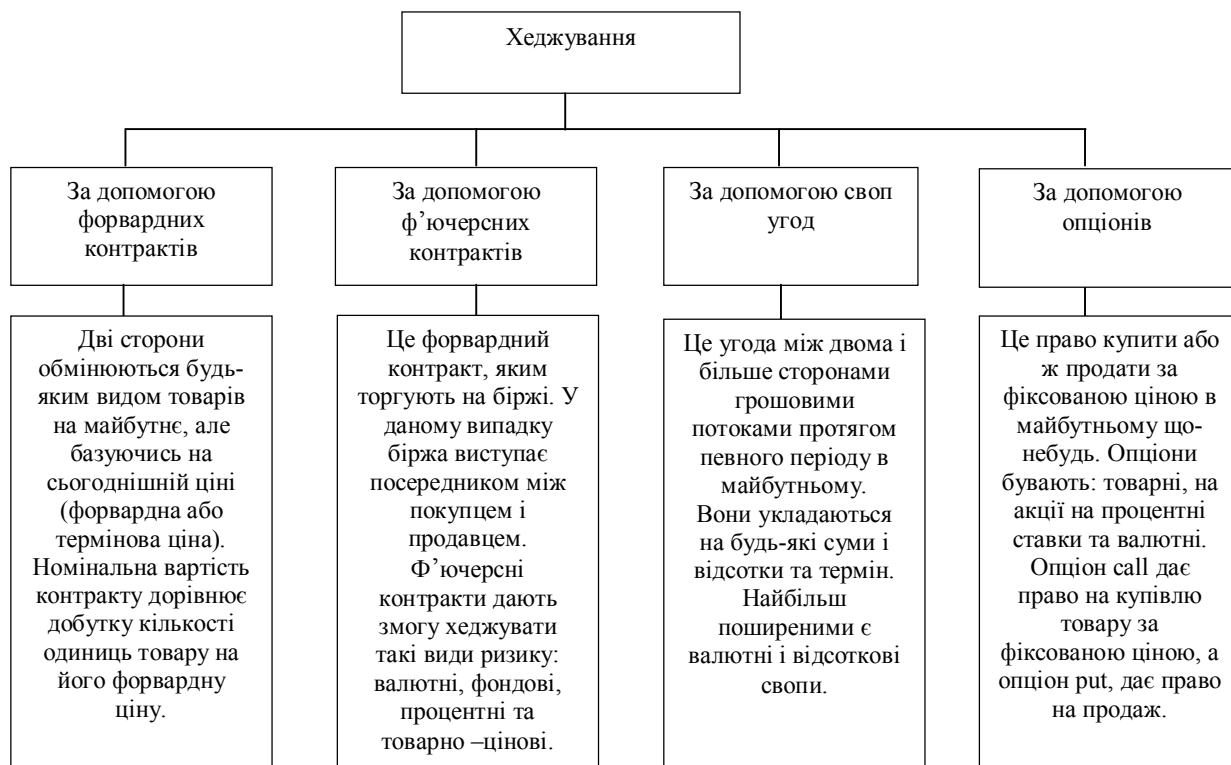 Хеджування
За допомогою
форвардних
контрактів
За допомогою
ф’ючерсних
контрактів
За допомогою своп
угод
За допомогою
опціонів
Дві сторони
обмінюються будь-
яким видом товарів
на майбутнє, але
базуючись на
сьогоднішній ціні
(форвардна або
термінова ціна).
Номінальна вартість
контракту дорівнює
добутку кількості
одиниць товару на
його форвардну
ціну.
Це форвардний
контракт, яким
торгують на біржі. У
даному випадку
біржа виступає
посередником між
покупцем і
продавцем.
Ф’ючерсні
контракти дають
змогу хеджувати
такі види ризику:
валютні, фондові,
процентні та
товарно –цінові.
Це угода між двома і
більше сторонами
грошовими
потоками протягом
певного періоду в
майбутньому.
Вони укладаються
на будь-які суми і
відсотки та термін.
Найбільш
поширеними є
валютні і відсоткові
свопи.
Це право купити або
ж продати за
фіксованою ціною в
майбутньому що-
небудь. Опціони
бувають: товарні, на
акції на процентні
ставки та валютні.
Опціон call дає
право на купівлю
товару за
фіксованою ціною, а
опціон put, дає право
на продаж.